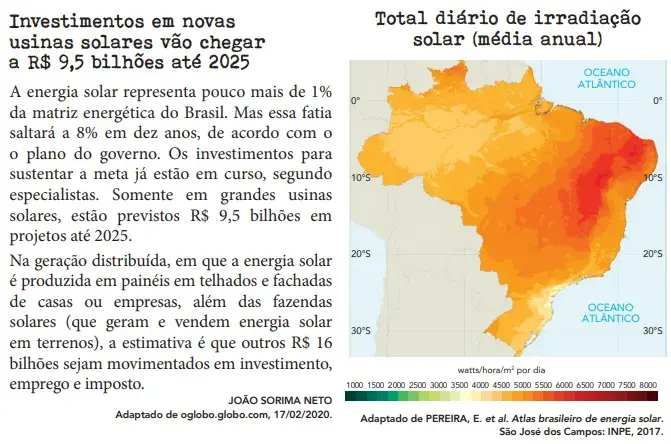 Investimentos em novas
usinas solares vão chegar
a R$ 9,5 bilhões até 2025
A energia solar representa pouco mais de 1%
da matriz energética do Brasil. Mas essa fatia
saltará a 8% em dez anos, de acordo com o
o plano do governo. Os investimentos para
sustentar a meta já estão em curso, segundo
especialistas. Somente em grandes usinas
solares, estão previstos R$ 9,5 bilhões em
projetos até 2025.
Na geração distribuída, em que a energia solar
é produzida em painéis em telhados e fachadas
de casas ou empresas, além das fazendas
solares (que geram e vendem energia solar
em terrenos), a estimativa é que outros R$ 16
bilhões sejam movimentados em investimento,
emprego e imposto.
JOÃO SORIMA NETO
Adaptado de oglobo.globo.com, 17/02/2020.
Total diário de irradiação
solar (média anual)
OCEANO
ATLÂNTICO
0°
0°
10°S
10°S
20°S
20°S
OCEANO
ATLÂNTICO
30°S
30°S
watts/hora/m² por dia
1000 1500 2000 2500 3000 3500 4000 4500 5000 5500 6000 6500 7000 7500 8000
Adaptado de PEREIRA, E. et al. Atlas brasileiro de energia solar.
São José dos Campos: INPE, 2017.